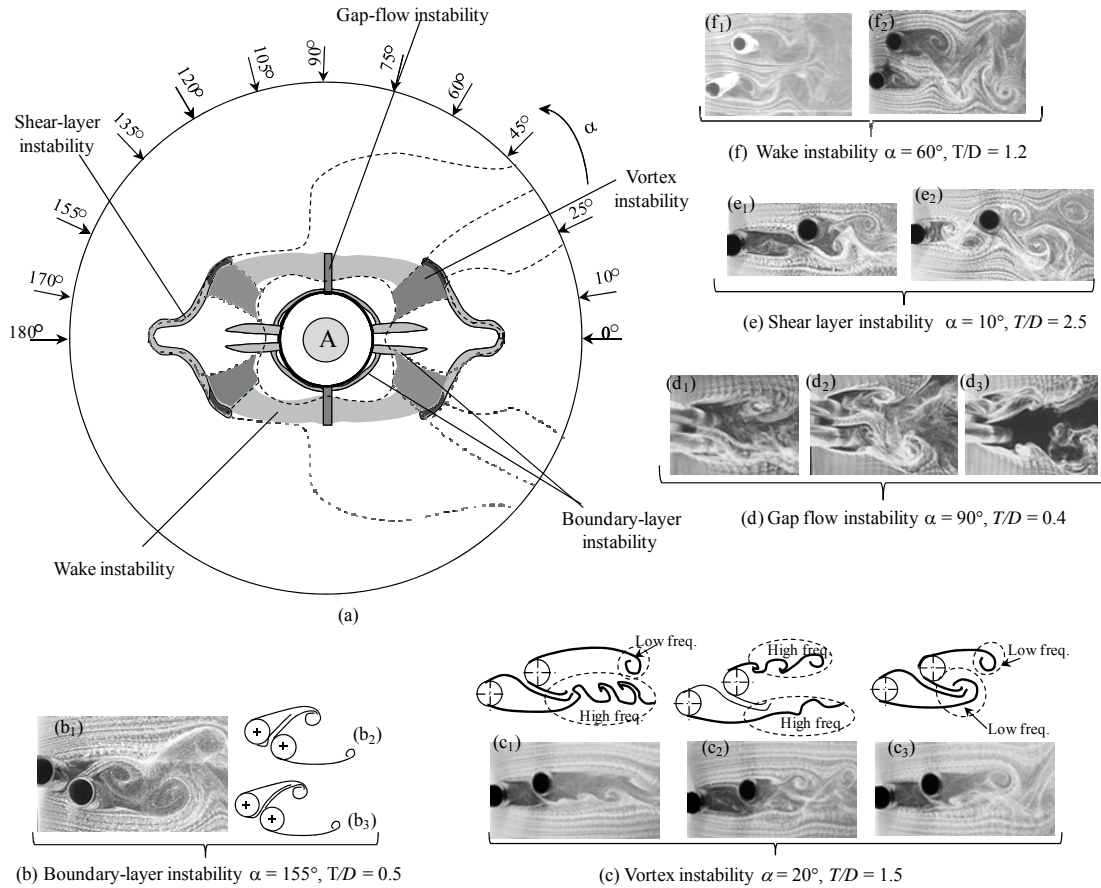 Gap-flow instability
90°
105°
75°
120°
60°
135°
45°
α
Shear-layer
instability
Vortex
instability
155°
25°
170°
10°
180°
0°
A
Boundary-layer
instability
Wake instability
(a)
(f1)
(f2)
(f) Wake instability α = 60°, T/D = 1.2
(e1)
(e2)
(e) Shear layer instability α = 10°, T/D = 2.5
(d1)
(d2)
(d3)
(d) Gap flow instability α = 90°, T/D = 0.4
(b1)
(b2)
(b3)
(b) Boundary-layer instability α = 155°, T/D = 0.5
Low freq.
High freq.
High freq.
High freq.
Low freq.
Low freq.
(c1)
(c2)
(c3)
(c) Vortex instability α = 20°, T/D = 1.5